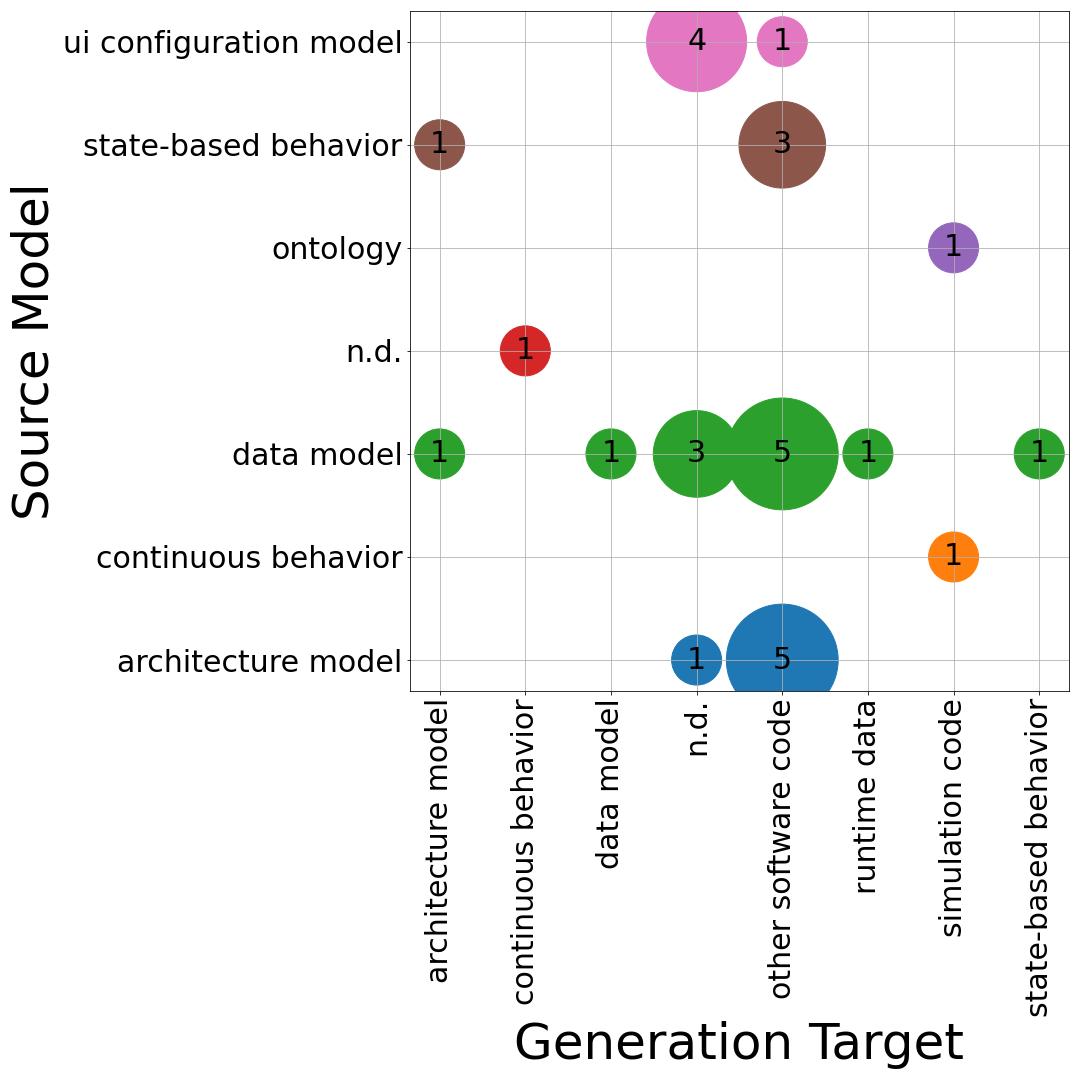 Source Model
ui configuration model 4 1
state-based behavior 1 3
ontology 1
n.d. 1
data model 1 1 3 5 1 1
continuous behavior 1
architecture model 1 5
architecture model
continuous behavior
data model
n.d.
other software code
runtime data
simulation code
state-based behavior
Generation Target